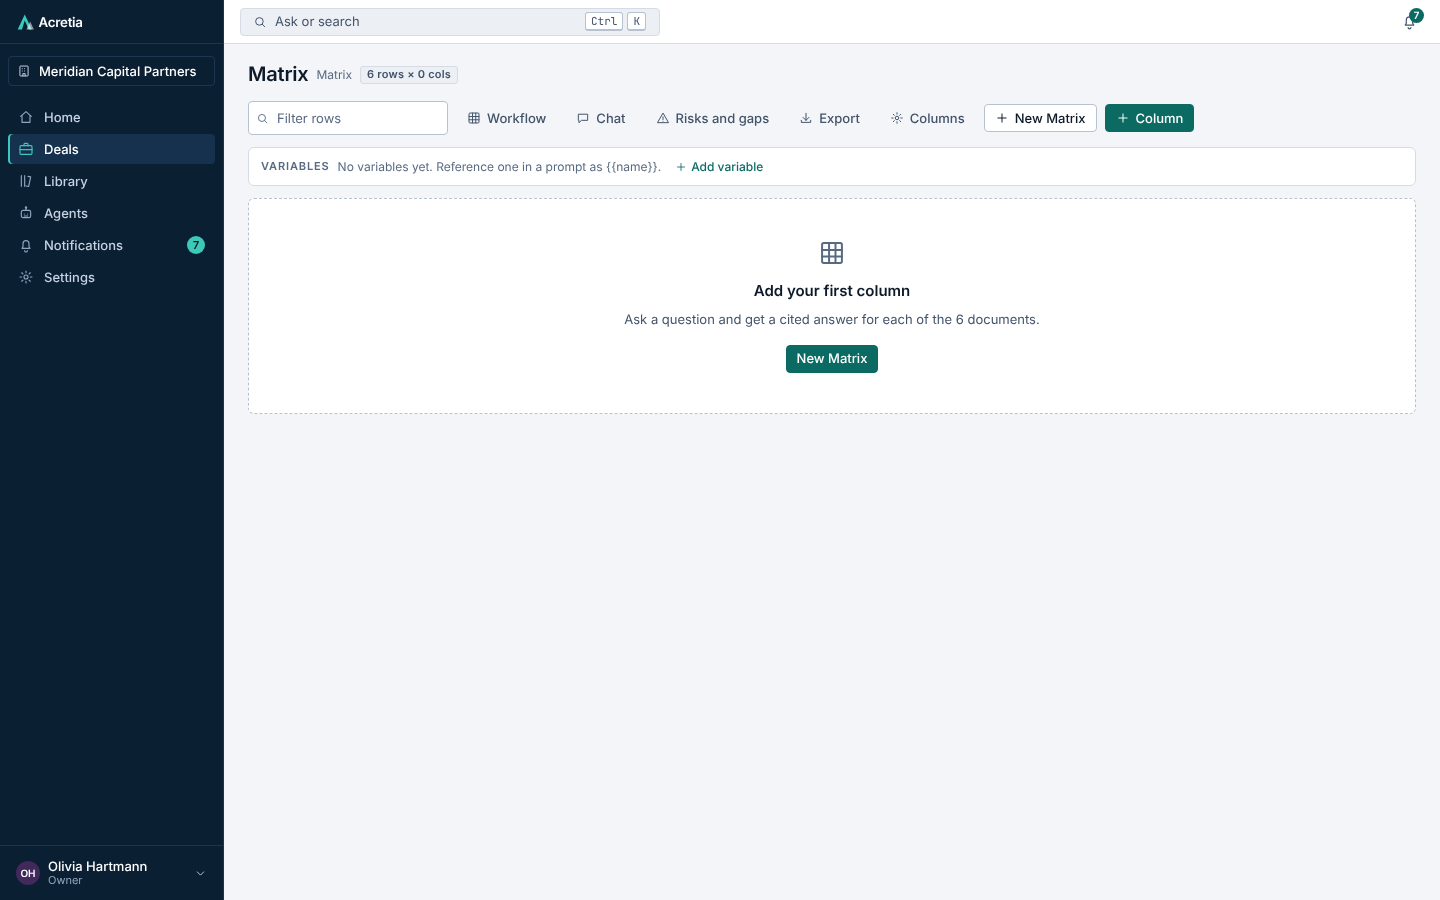 Acretia
Ask or search
Ctrl K
7
Meridian Capital Partners
Home
Deals
Library
Agents
Notifications 7
Settings
Matrix Matrix 6 rows × 0 cols
Filter rows
Workflow
Chat
Risks and gaps
Export
Columns
New Matrix
Column
VARIABLES No variables yet. Reference one in a prompt as {{name}}. + Add variable
Add your first column
Ask a question and get a cited answer for each of the 6 documents.
New Matrix
OH
Olivia Hartmann
Owner